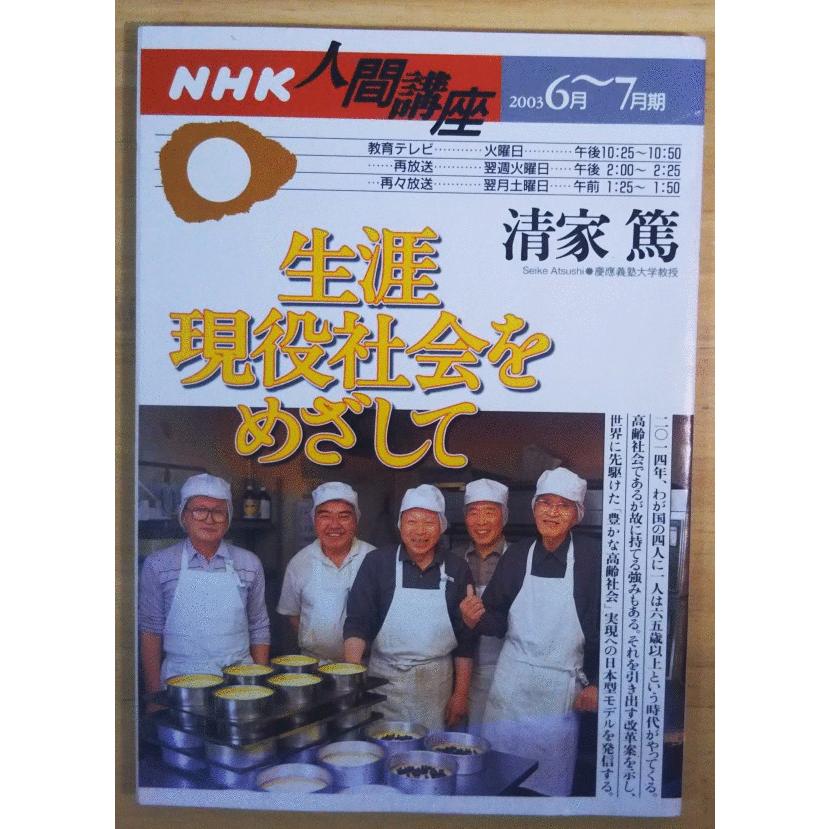 NHK 人間講座
2003 6月〜7月期
教育テレビ………… 火曜日………… 午後10:25〜10:50
……再放送………… 翌週火曜日…… 午後 2:00〜 2:25
…再々放送………… 翌月土曜日…… 午前 1:25〜 1:50
清家 篤
Seike Atsushi●慶應義塾大学教授
生涯
現役社会を
めざして
二〇一四年、わが国の四人に一人は六五歳以上という時代がやってくる。
高齢社会であるが故に持てる強みもある。それを引き出す改革案を示し、
世界に先駆けた「豊かな高齢社会」実現への日本型モデルを発信する。